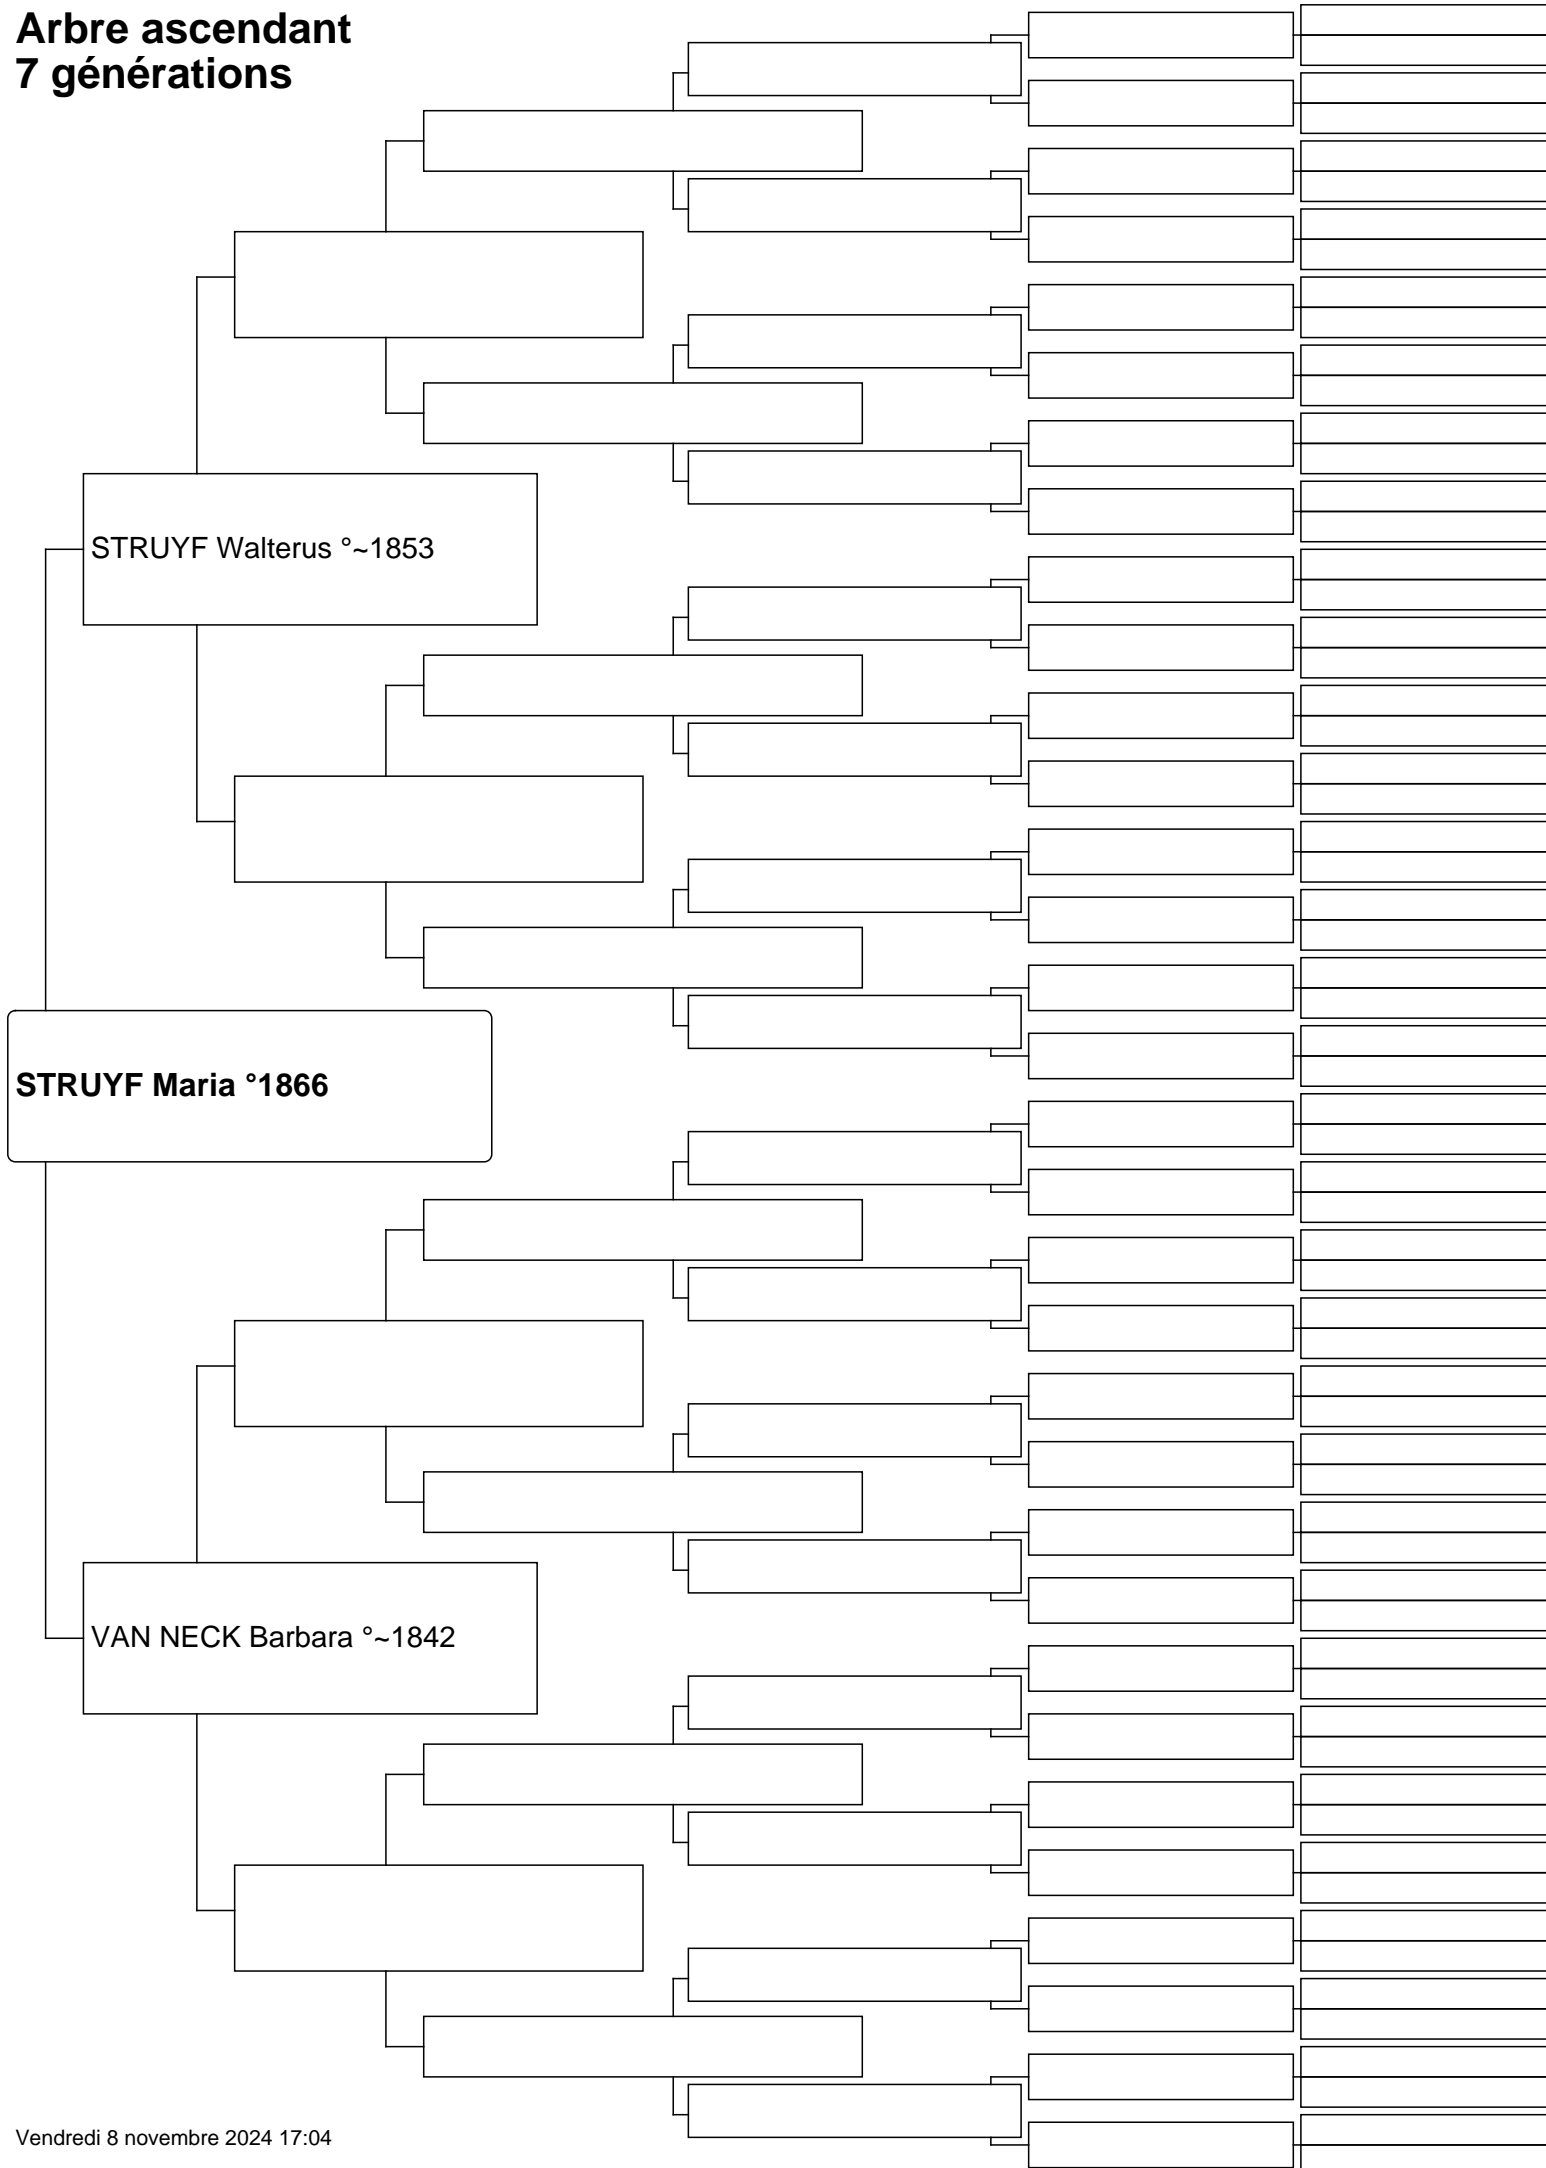 Arbre ascendant
7 générations
STRUYF Walterus °~1853
STRUYF Maria °1866
VAN NECK Barbara °~1842
Vendredi 8 novembre 2024 17:04